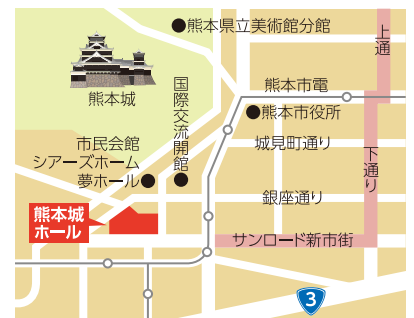 熊本県立美術館分館
上通
熊本城
国際交流開館
熊本市電
熊本市役所
市民会館
シアーズホーム
夢ホール
城見町通り
下通り
銀座通り
熊本城
ホール
サンロード新市街
3